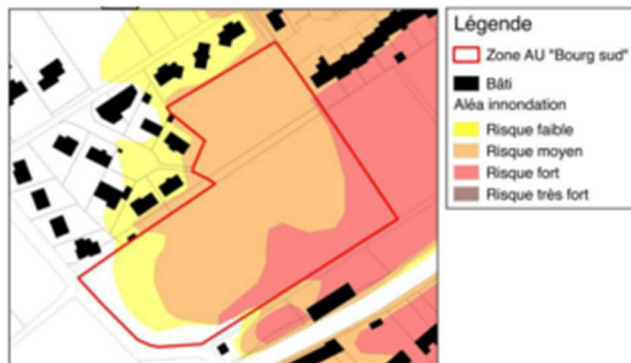 Légende
Zone AU "Bourg sud"
Bâti
Aléa innondation
Risque faible
Risque moyen
Risque fort
Risque très fort